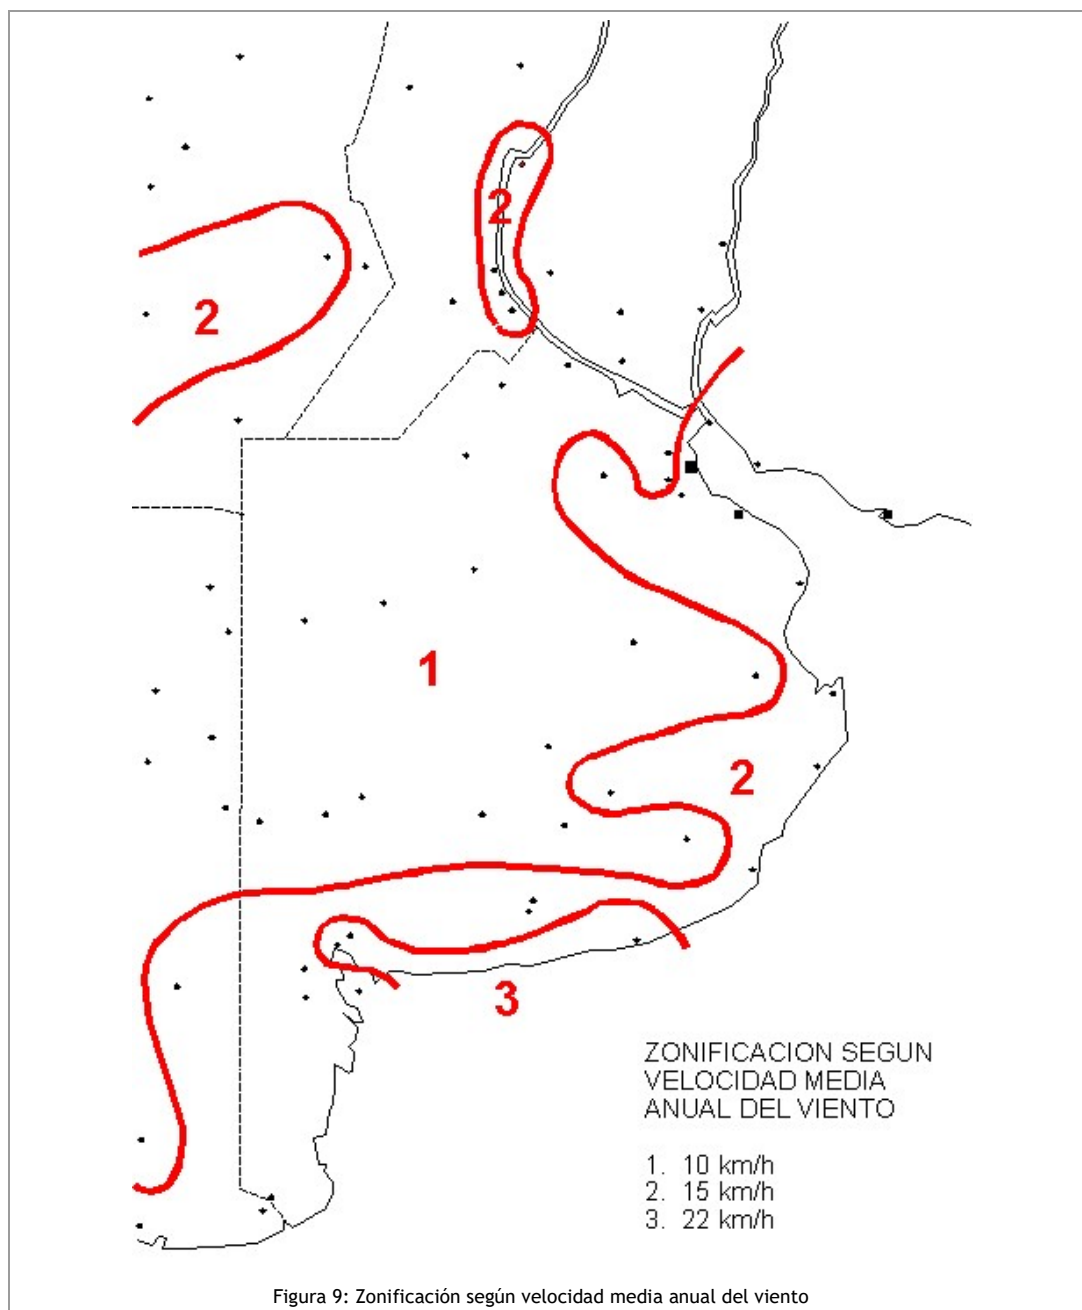 2
2
1
2
3
ZONIFICACION SEGUN
VELOCIDAD MEDIA
ANUAL DEL VIENTO
1. 10 km/h
2. 15 km/h
3. 22 km/h
Figura 9: Zonificación según velocidad media anual del viento